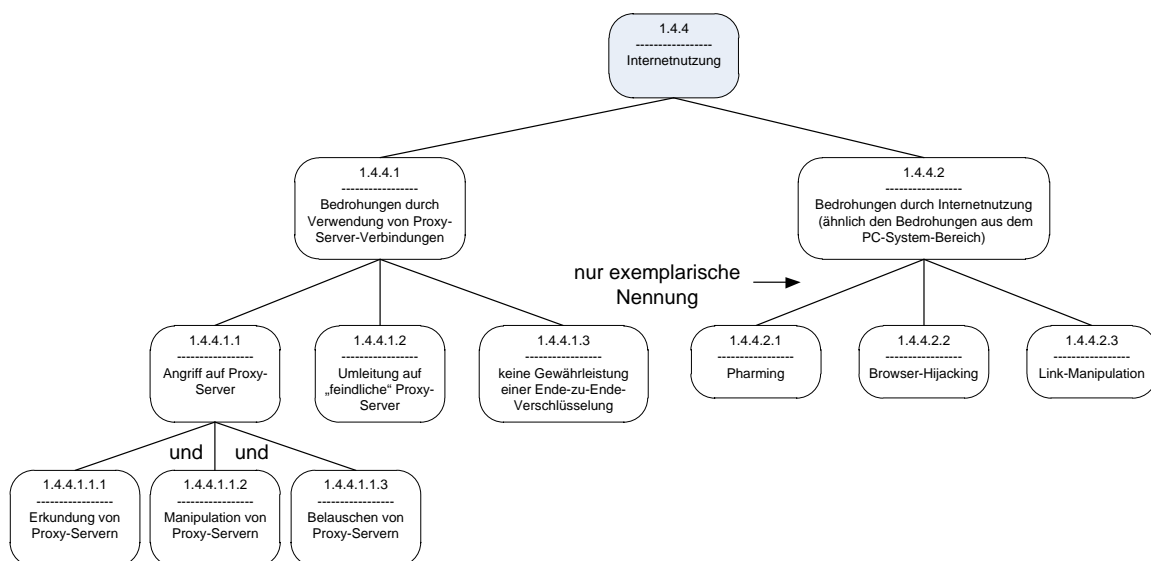 1.4.4
-----------------
Internetnutzung
1.4.4.1
-----------------
Bedrohungen durch
Verwendung von Proxy-
Server-Verbindungen
1.4.4.2
-----------------
Bedrohungen durch Internetnutzung
(ähnlich den Bedrohungen aus dem
PC-System-Bereich)
nur exemplarische
Nennung
1.4.4.1.1
-----------------
Angriff auf Proxy-
Server
1.4.4.1.2
-----------------
Umleitung auf
„feindliche“ Proxy-
Server
1.4.4.1.3
-----------------
keine Gewährleistung
einer Ende-zu-Ende-
Verschlüsselung
1.4.4.2.1
-----------------
Pharming
1.4.4.2.2
-----------------
Browser-Hijacking
1.4.4.2.3
-----------------
Link-Manipulation
und und
1.4.4.1.1.1
-----------------
Erkundung von
Proxy-Servern
1.4.4.1.1.2
-----------------
Manipulation von
Proxy-Servern
1.4.4.1.1.3
-----------------
Belauschen von
Proxy-Servern